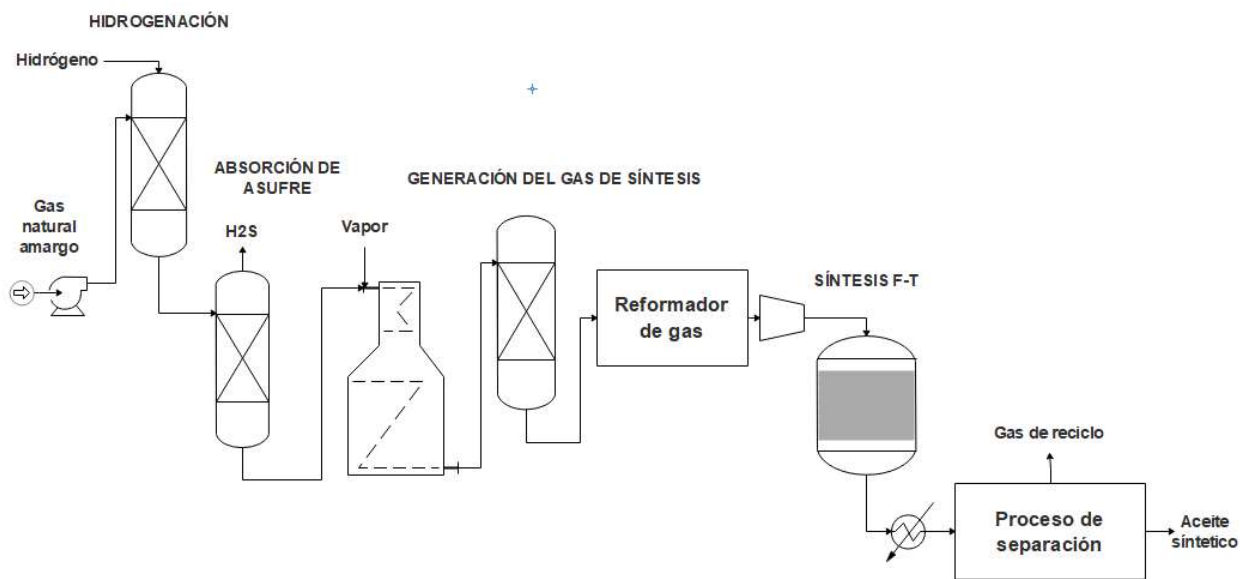 HIDROGENACIÓN
Hidrógeno
Gas
natural
amargo
ABSORCIÓN DE
ASUFRE
H2S
Vapor
GENERACIÓN DEL GAS DE SÍNTESIS
Reformador
de gas
SÍNTESIS F-T
Gas de reciclo
Proceso de
separación
Aceite
síntetico